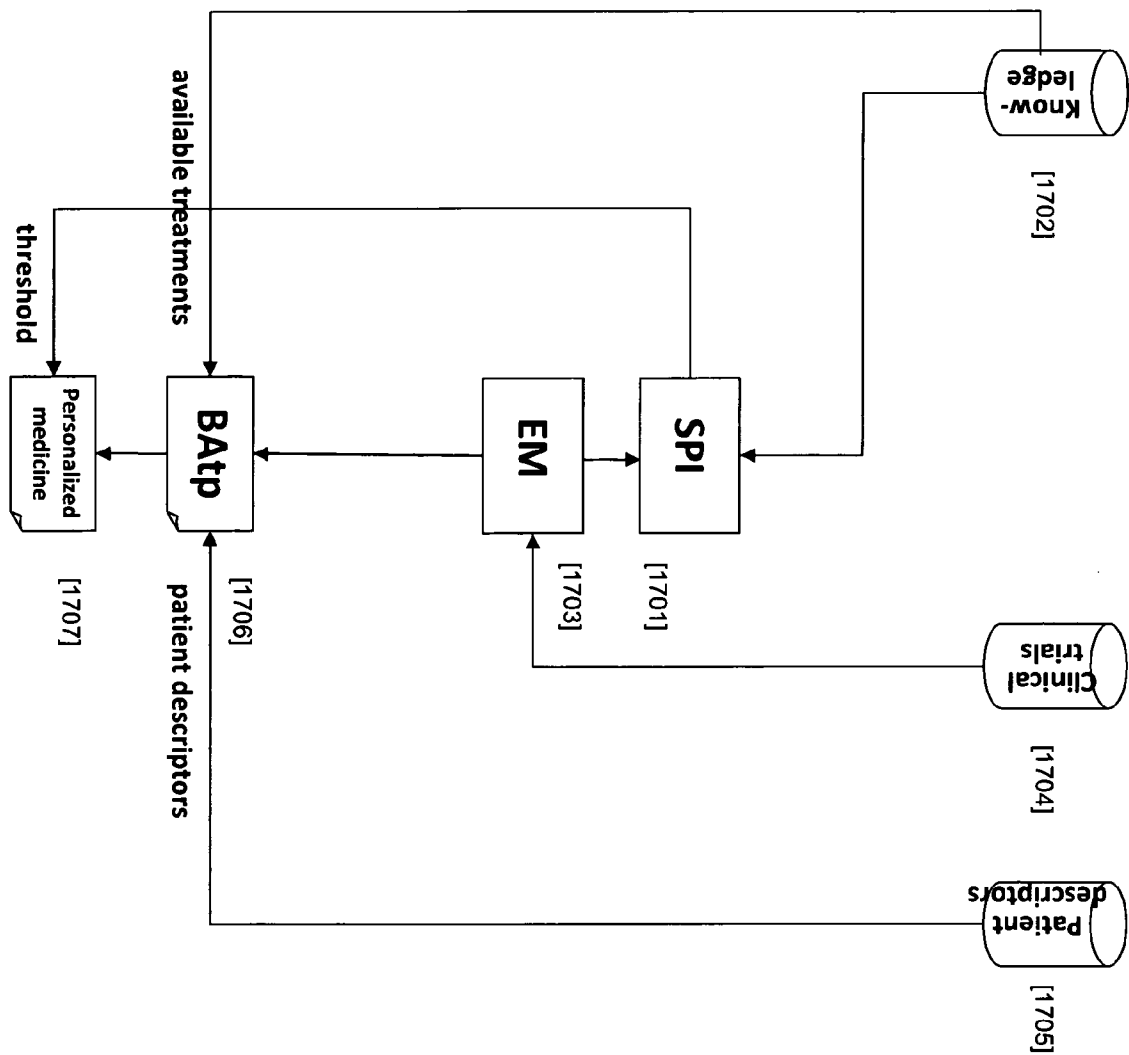 Know-
ledge
[1702]
Clinical
trials
[1704]
Patient
descriptors
[1705]
SPI
[1701]
EM
[1703]
available treatments
BAtp
[1706]
patient descriptors
threshold
Personalized
medicine
[1707]